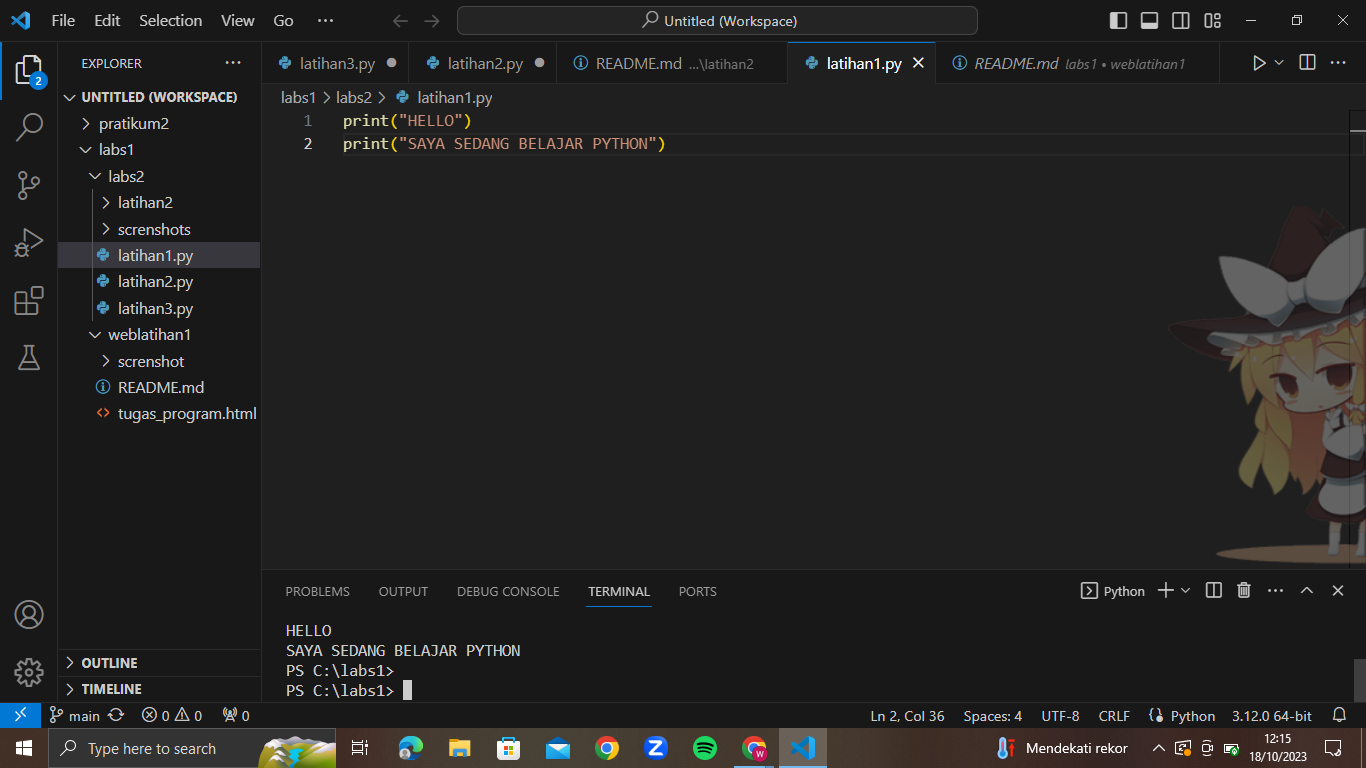 File Edit Selection View Go ···
Untitled (Workspace)
EXPLORER
2
UNTITLED (WORKSPACE)
pratikum2
labs1
labs2
latihan2
screnshots
latihan1.py
latihan2.py
latihan3.py
weblatihan1
screnshot
README.md
tugas_program.html
OUTLINE
TIMELINE
latihan3.py latihan2.py README.md ...\latihan2 latihan1.py README.md labs1 • weblatihan1
labs1 > labs2 > latihan1.py
1 print("HELLO")
2 print("SAYA SEDANG BELAJAR PYTHON")
PROBLEMS OUTPUT DEBUG CONSOLE TERMINAL PORTS Python
HELLO
SAYA SEDANG BELAJAR PYTHON
PS C:\labs1>
PS C:\labs1>
main 0 0 0 Ln 2, Col 36 Spaces: 4 UTF-8 CRLF Python 3.12.0 64-bit
Type here to search
W
Mendekati rekor
12:15
18/10/2023